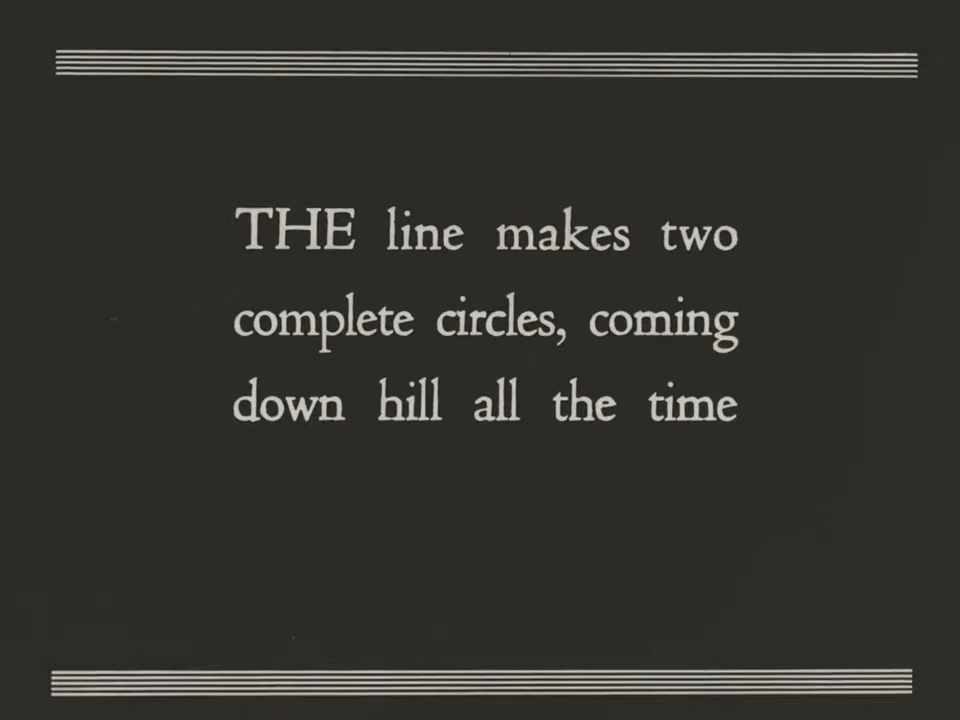 THE line makes two
complete circles, coming
down hill all the time